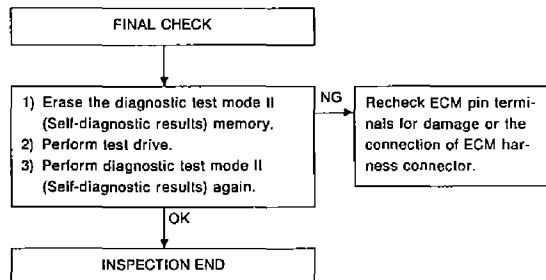 FINAL CHECK
1) Erase the diagnostic test mode II
(Self-diagnostic results) memory.
2) Perform test drive.
3) Perform diagnostic test mode II
(Self-diagnostic results) again.
NG
Recheck ECM pin termi-
nals for damage or the
connection of ECM har-
ness connector.
OK
INSPECTION END